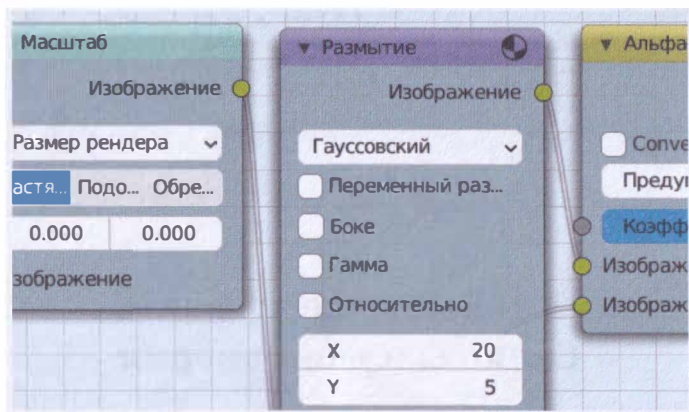 Масштаб
Изображение
Размер рендера
астя... Подо... Обре...
0.000 0.000
зображение
Размытие
Изображение
Гауссовский
Переменный раз...
Боке
Гамма
Относительно
X 20
Y 5
Альфа
Conve
Преду
Коэфф
Изображ
Изображ